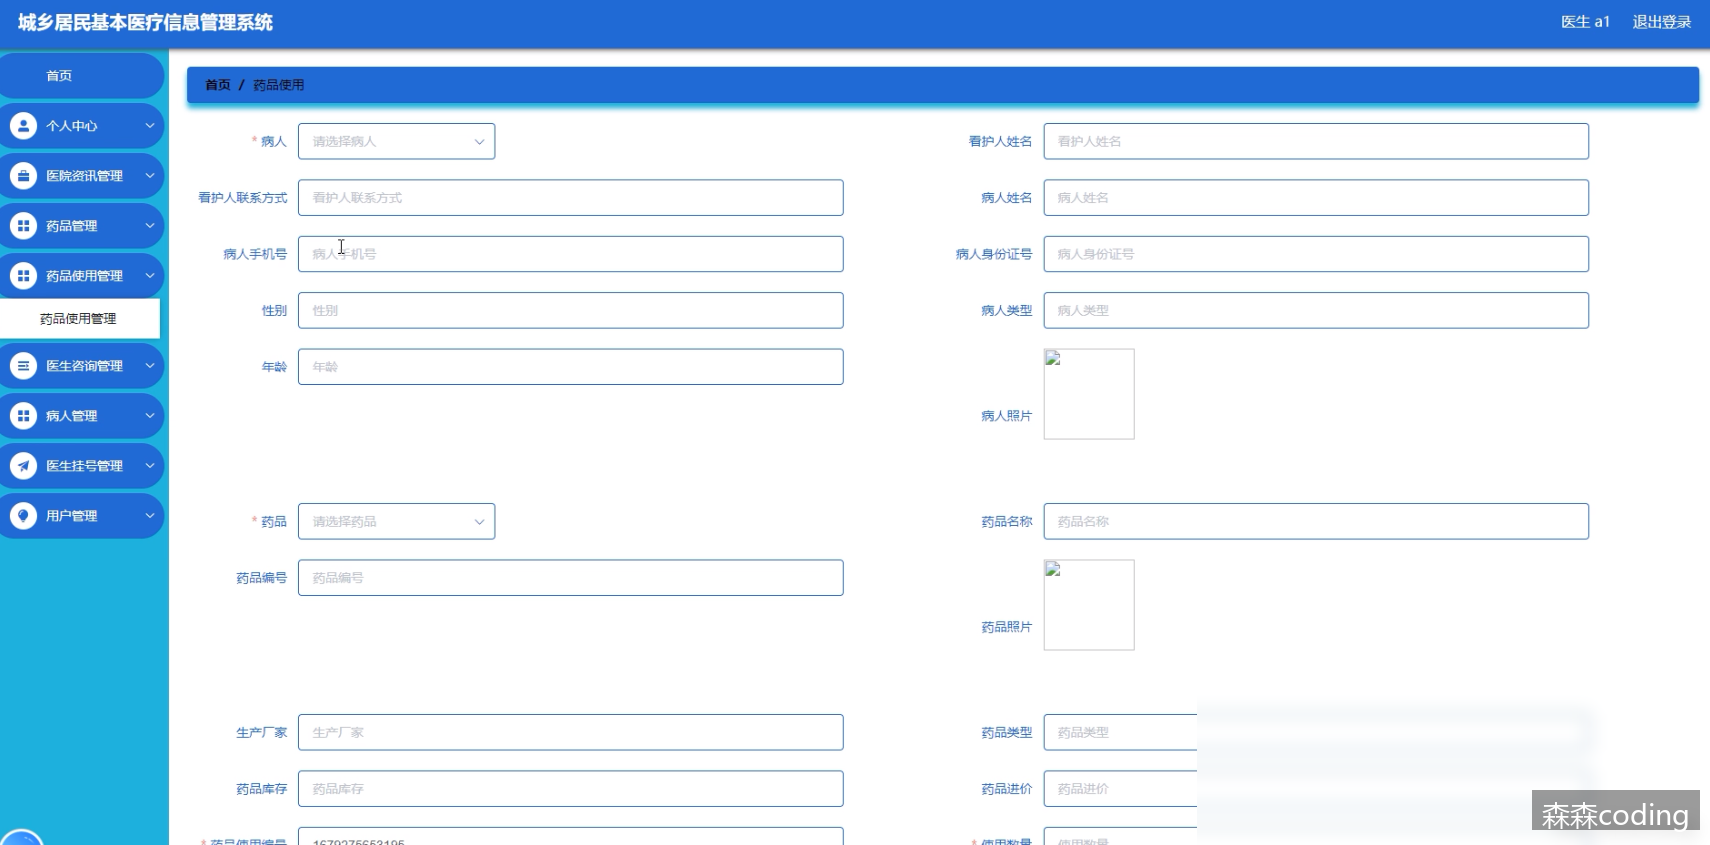 城乡居民基本医疗信息管理系统
医生 a1 退出登录
首页
个人中心
医院资讯管理
药品管理
药品使用管理
药品使用管理
医生咨询管理
病人管理
医生挂号管理
用户管理
首页 / 药品使用
* 病人 请选择病人
看护人姓名 看护人姓名
看护人联系方式 看护人联系方式
病人姓名 病人姓名
病人手机号 病人手机号
病人身份证号 病人身份证号
性别 性别
病人类型 病人类型
年龄 年龄
病人照片
* 药品 请选择药品
药品名称 药品名称
药品编号 药品编号
药品照片
生产厂家 生产厂家
药品类型 药品类型
药品库存 药品库存
药品进价 药品进价
* 药品使用编号 1679275653195
* 使用数量 使用数量
森森coding